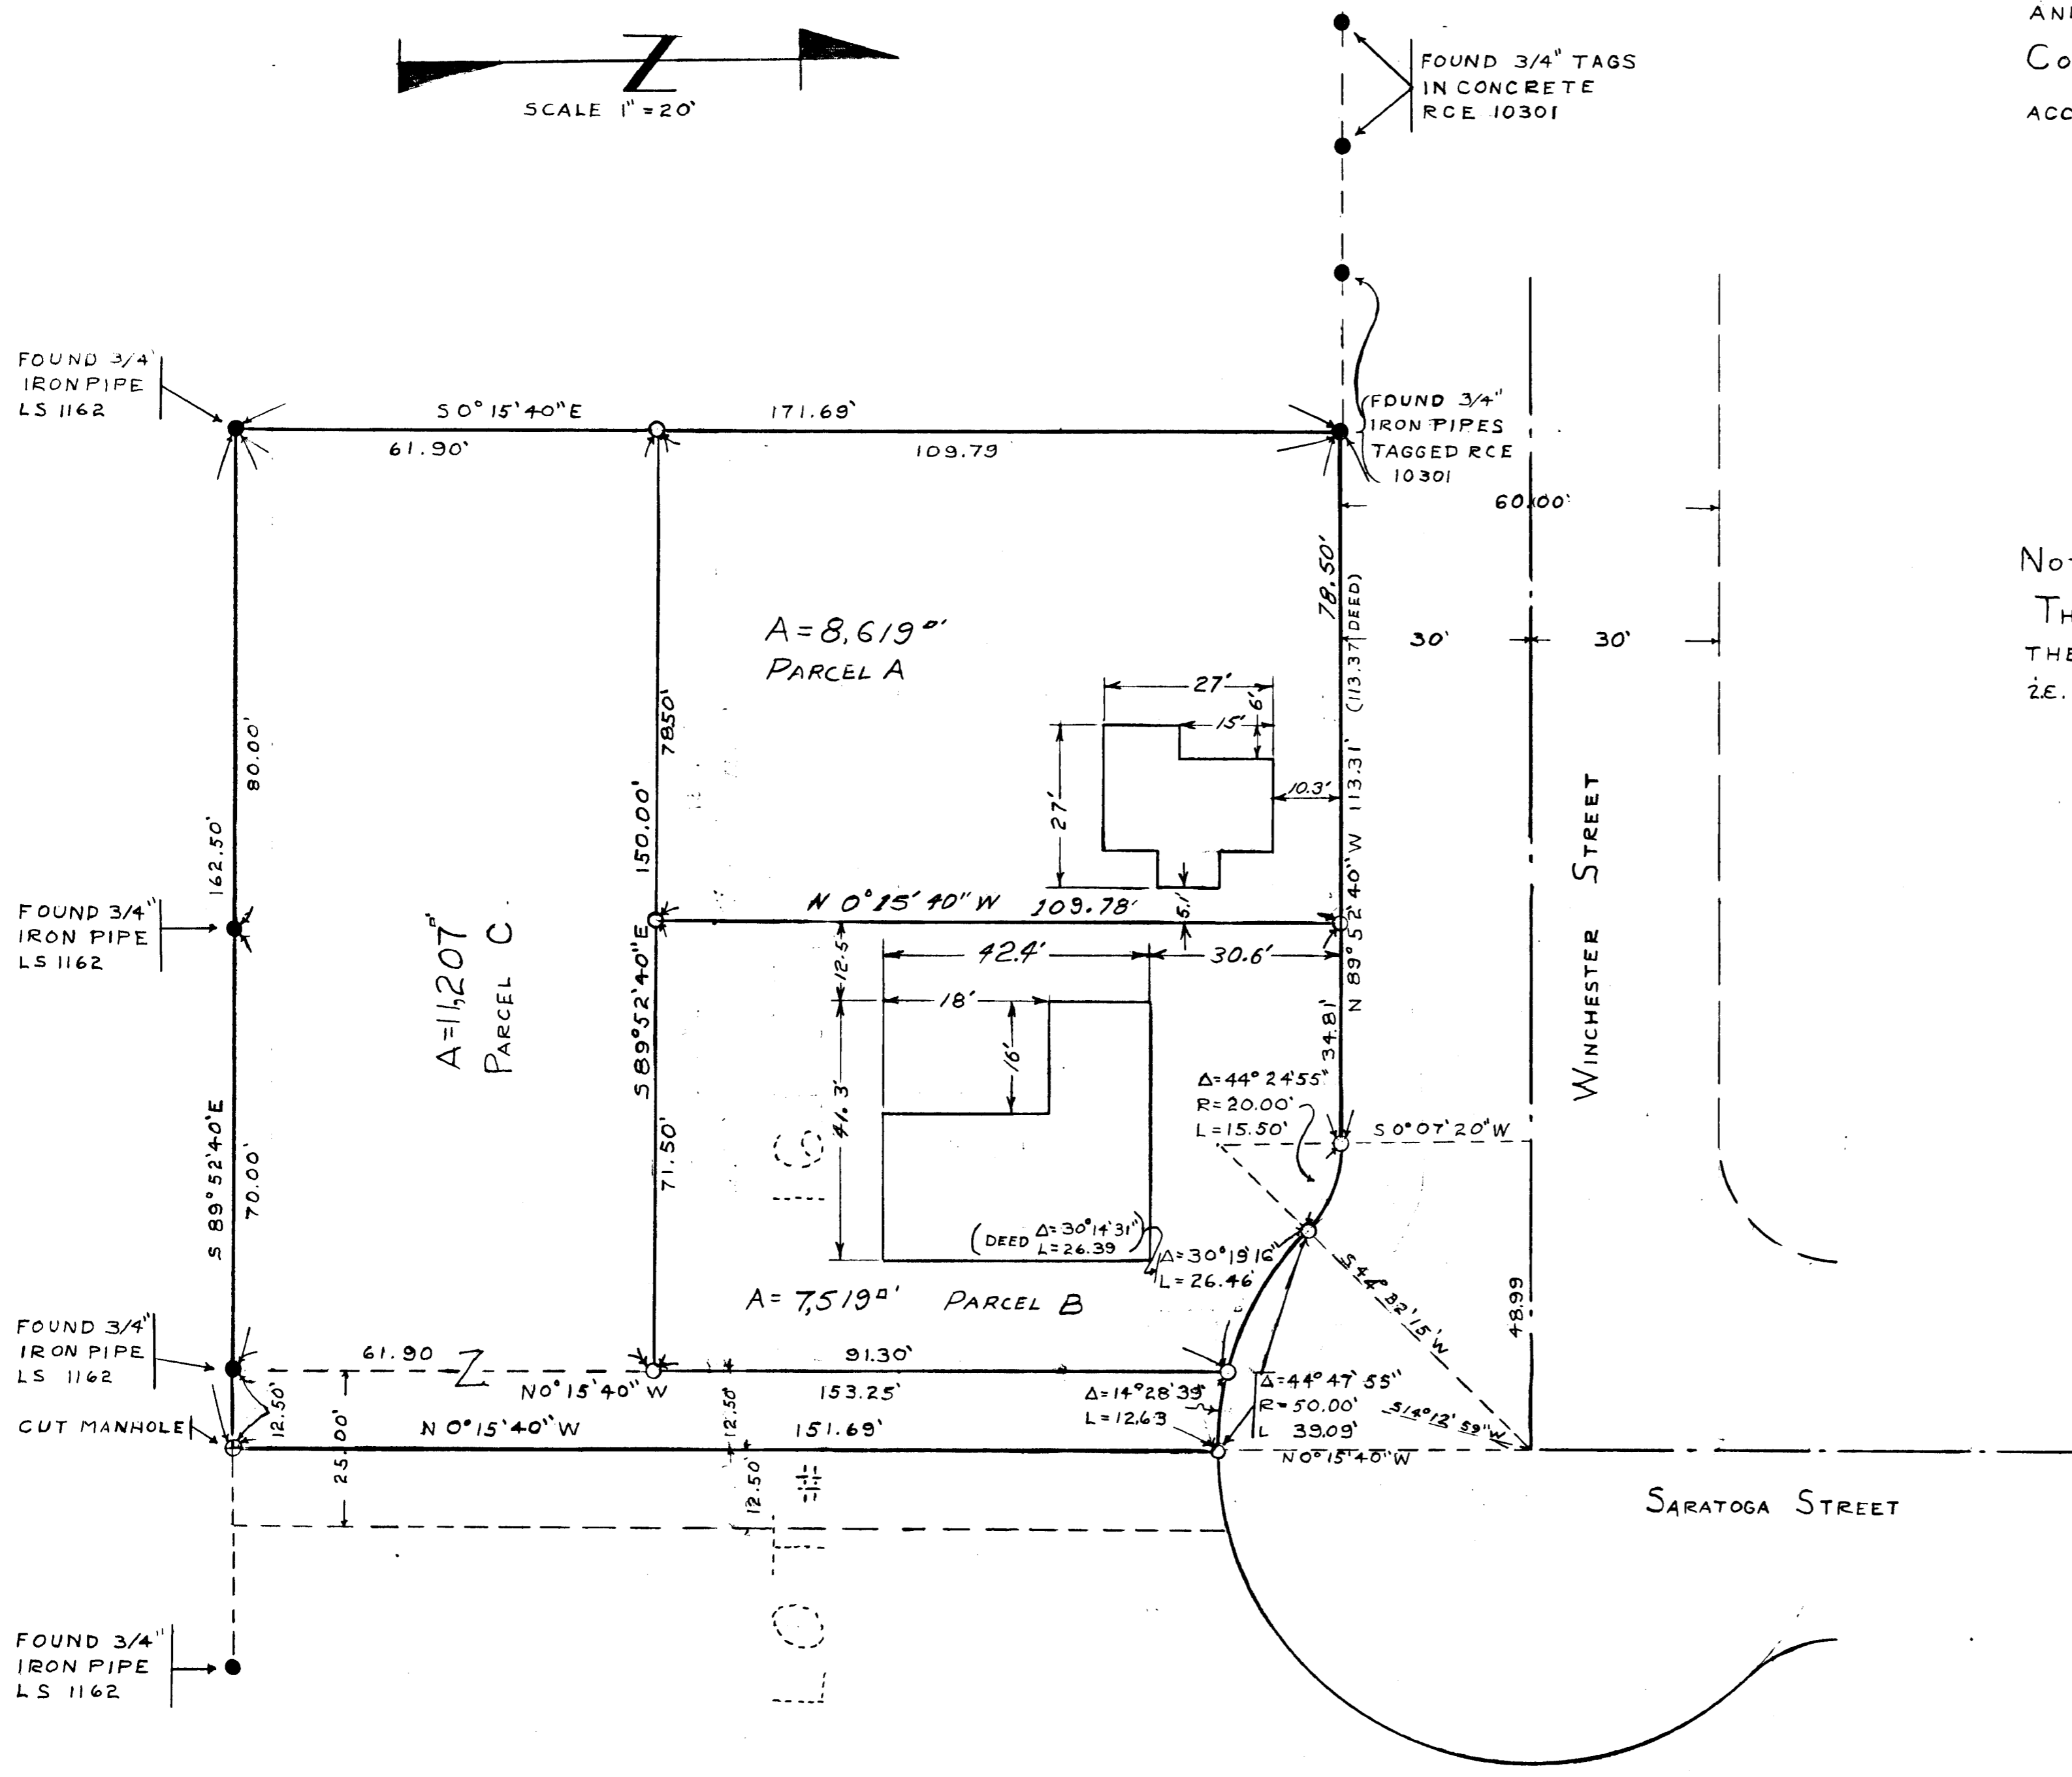 SCALE 1" = 20'
FOUND 3/4" TAGS
IN CONCRETE
RCE 10301
AN
CO
ACC
FOUND 3/4'
IRON PIPE
LS 1162
S 0° 15' 40" E
171.69'
61.90'
109.79
FOUND 3/4"
IRON PIPES
TAGGED RCE
10301
60.00'
78.50'
(113.37 DEED)
30'
30'
NOT
TH
THE
i.E.
A = 8,619 □'
PARCEL A
27'
15'
6'
27'
10.3'
5.1'
80.00'
162.50'
78.50'
150.00'
N 89° 52' 40" W 113.31'
WINCHESTER STREET
FOUND 3/4"
IRON PIPE
LS 1162
N 0° 15' 40" W 109.78'
A = 11,207 □'
PARCEL C
S 89° 52' 40" E
12.5
42.4'
30.6'
18'
16'
41.3'
34.81'
Δ = 44° 24' 55"
R = 20.00'
L = 15.50'
S 0° 07' 20" W
S 89° 52' 40" E
70.00'
71.50'
16
(DEED Δ = 30° 14' 31"
L = 26.39)
Δ = 30° 19' 16"
L = 26.46'
A = 7,519 □' PARCEL B
48.99
FOUND 3/4"
IRON PIPE
LS 1162
61.90
91.30'
N 0° 15' 40" W
153.25'
12.50'
Δ = 14° 28' 39"
L = 12.63
Δ = 44° 47' 55"
R = 50.00'
L 39.09'
S 14° 12' 59" W
N 0° 15' 40" W
CUT MANHOLE
12.50'
25.00'
N 0° 15' 40" W
151.69'
12.50'
SARATOGA STREET
LOT #
FOUND 3/4"
IRON PIPE
LS 1162